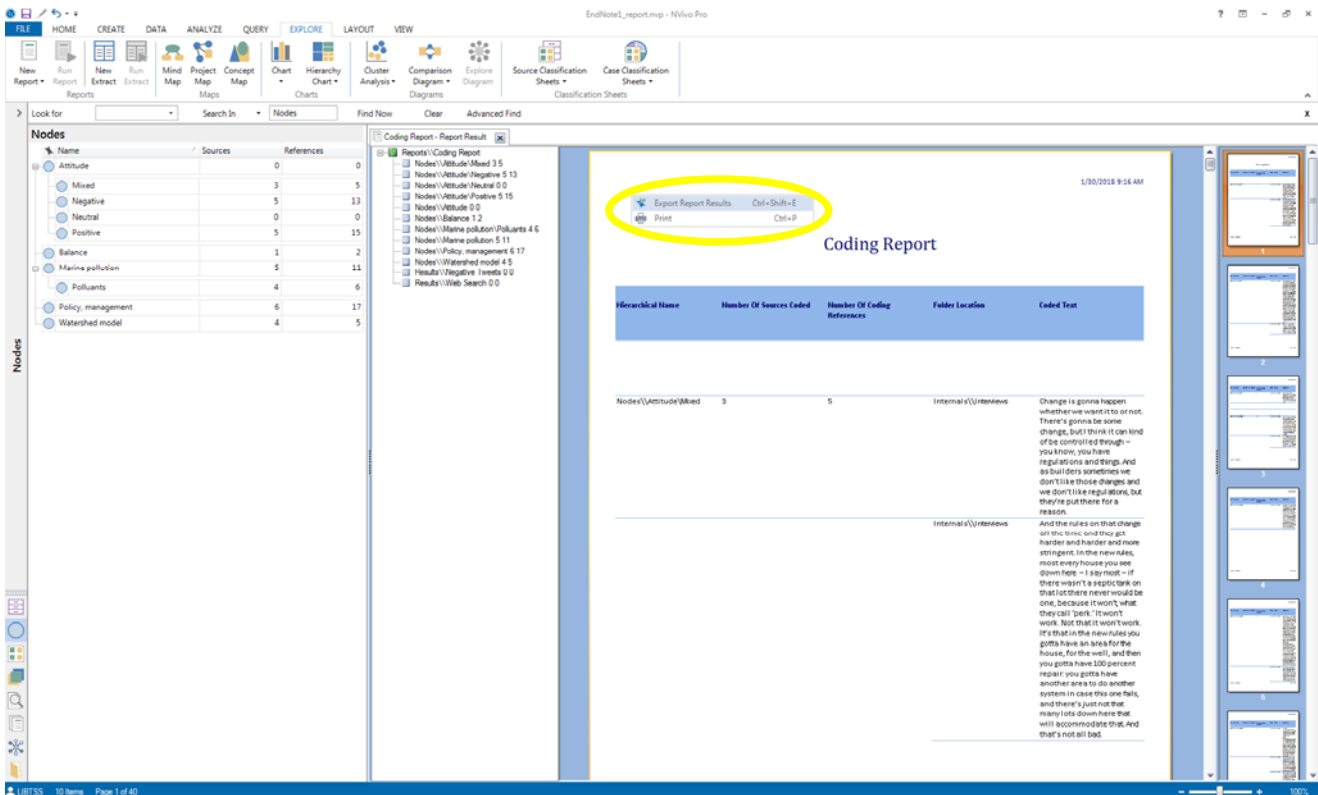 EndNote1_report.nvp - NVivo Pro
FILE HOME CREATE DATA ANALYZE QUERY EXPLORE LAYOUT VIEW
New Report
Run Report
New Extract
Run Extract
Mind Map
Project Map
Concept Map
Chart
Hierarchy Chart
Cluster Analysis
Comparison Diagram
Explore Diagram
Source Classification Sheets
Case Classification Sheets
Reports Maps Charts Diagrams Classification Sheets
Look for Search In Nodes Find Now Clear Advanced Find X
Nodes
Name Sources References
Attitude 0 0
Mixed 3 5
Negative 5 13
Neutral 0 0
Positive 5 15
Balance 1 2
Marine pollution 5 11
Polluants 4 6
Policy, management 6 17
Watershed model 4 5
Nodes
Coding Report - Report Result
Reports\\Coding Report
Nodes\\Attitude\Mixed 3 5
Nodes\\Attitude\Negative 5 13
Nodes\\Attitude\Neutral 0 0
Nodes\\Attitude\Positive 5 15
Nodes\\Attitude 0 0
Nodes\\Balance 1 2
Nodes\\Marine pollution\Polluants 4 6
Nodes\\Marine pollution 5 11
Nodes\\Policy, management 6 17
Nodes\\Watershed model 4 5
Results\\Negative Tweets 0 0
Results\\Web Search 0 0
1/30/2018 9:16 AM
Export Report Results Ctrl+Shift+E
Print Ctrl+P
Coding Report
Hierarchical Name Number Of Sources Coded Number Of Coding References Folder Location Coded Text
Nodes\\Attitude\Mixed 3 5 Internals\\Interviews Change is gonna happen
whether we want it to or not.
There's gonna be some
change, but I think it can kind
of be controlled through –
you know, you have
regulations and things. And
as builders sometimes we
don't like those changes and
we don't like regulations, but
they're put there for a
reason.
Internals\\Interviews And the rules on that change
all the time and they get
harder and harder and more
stringent. In the new rules,
most every house you see
down here – I say most – if
there wasn't a septic tank on
that lot there never would be
one, because it won't, what
they call 'perk.' It won't
work. Not that it won't work.
It's that in the new rules you
gotta have an area for the
house, for the well, and then
you gotta have 100 percent
repair: you gotta have
another area to do another
system in case this one fails,
and there's just not that
many lots down here that
will accommodate that. And
that's not all bad.
1
2
3
4
5
LIBTSS 10 Items Page 1 of 40 100%